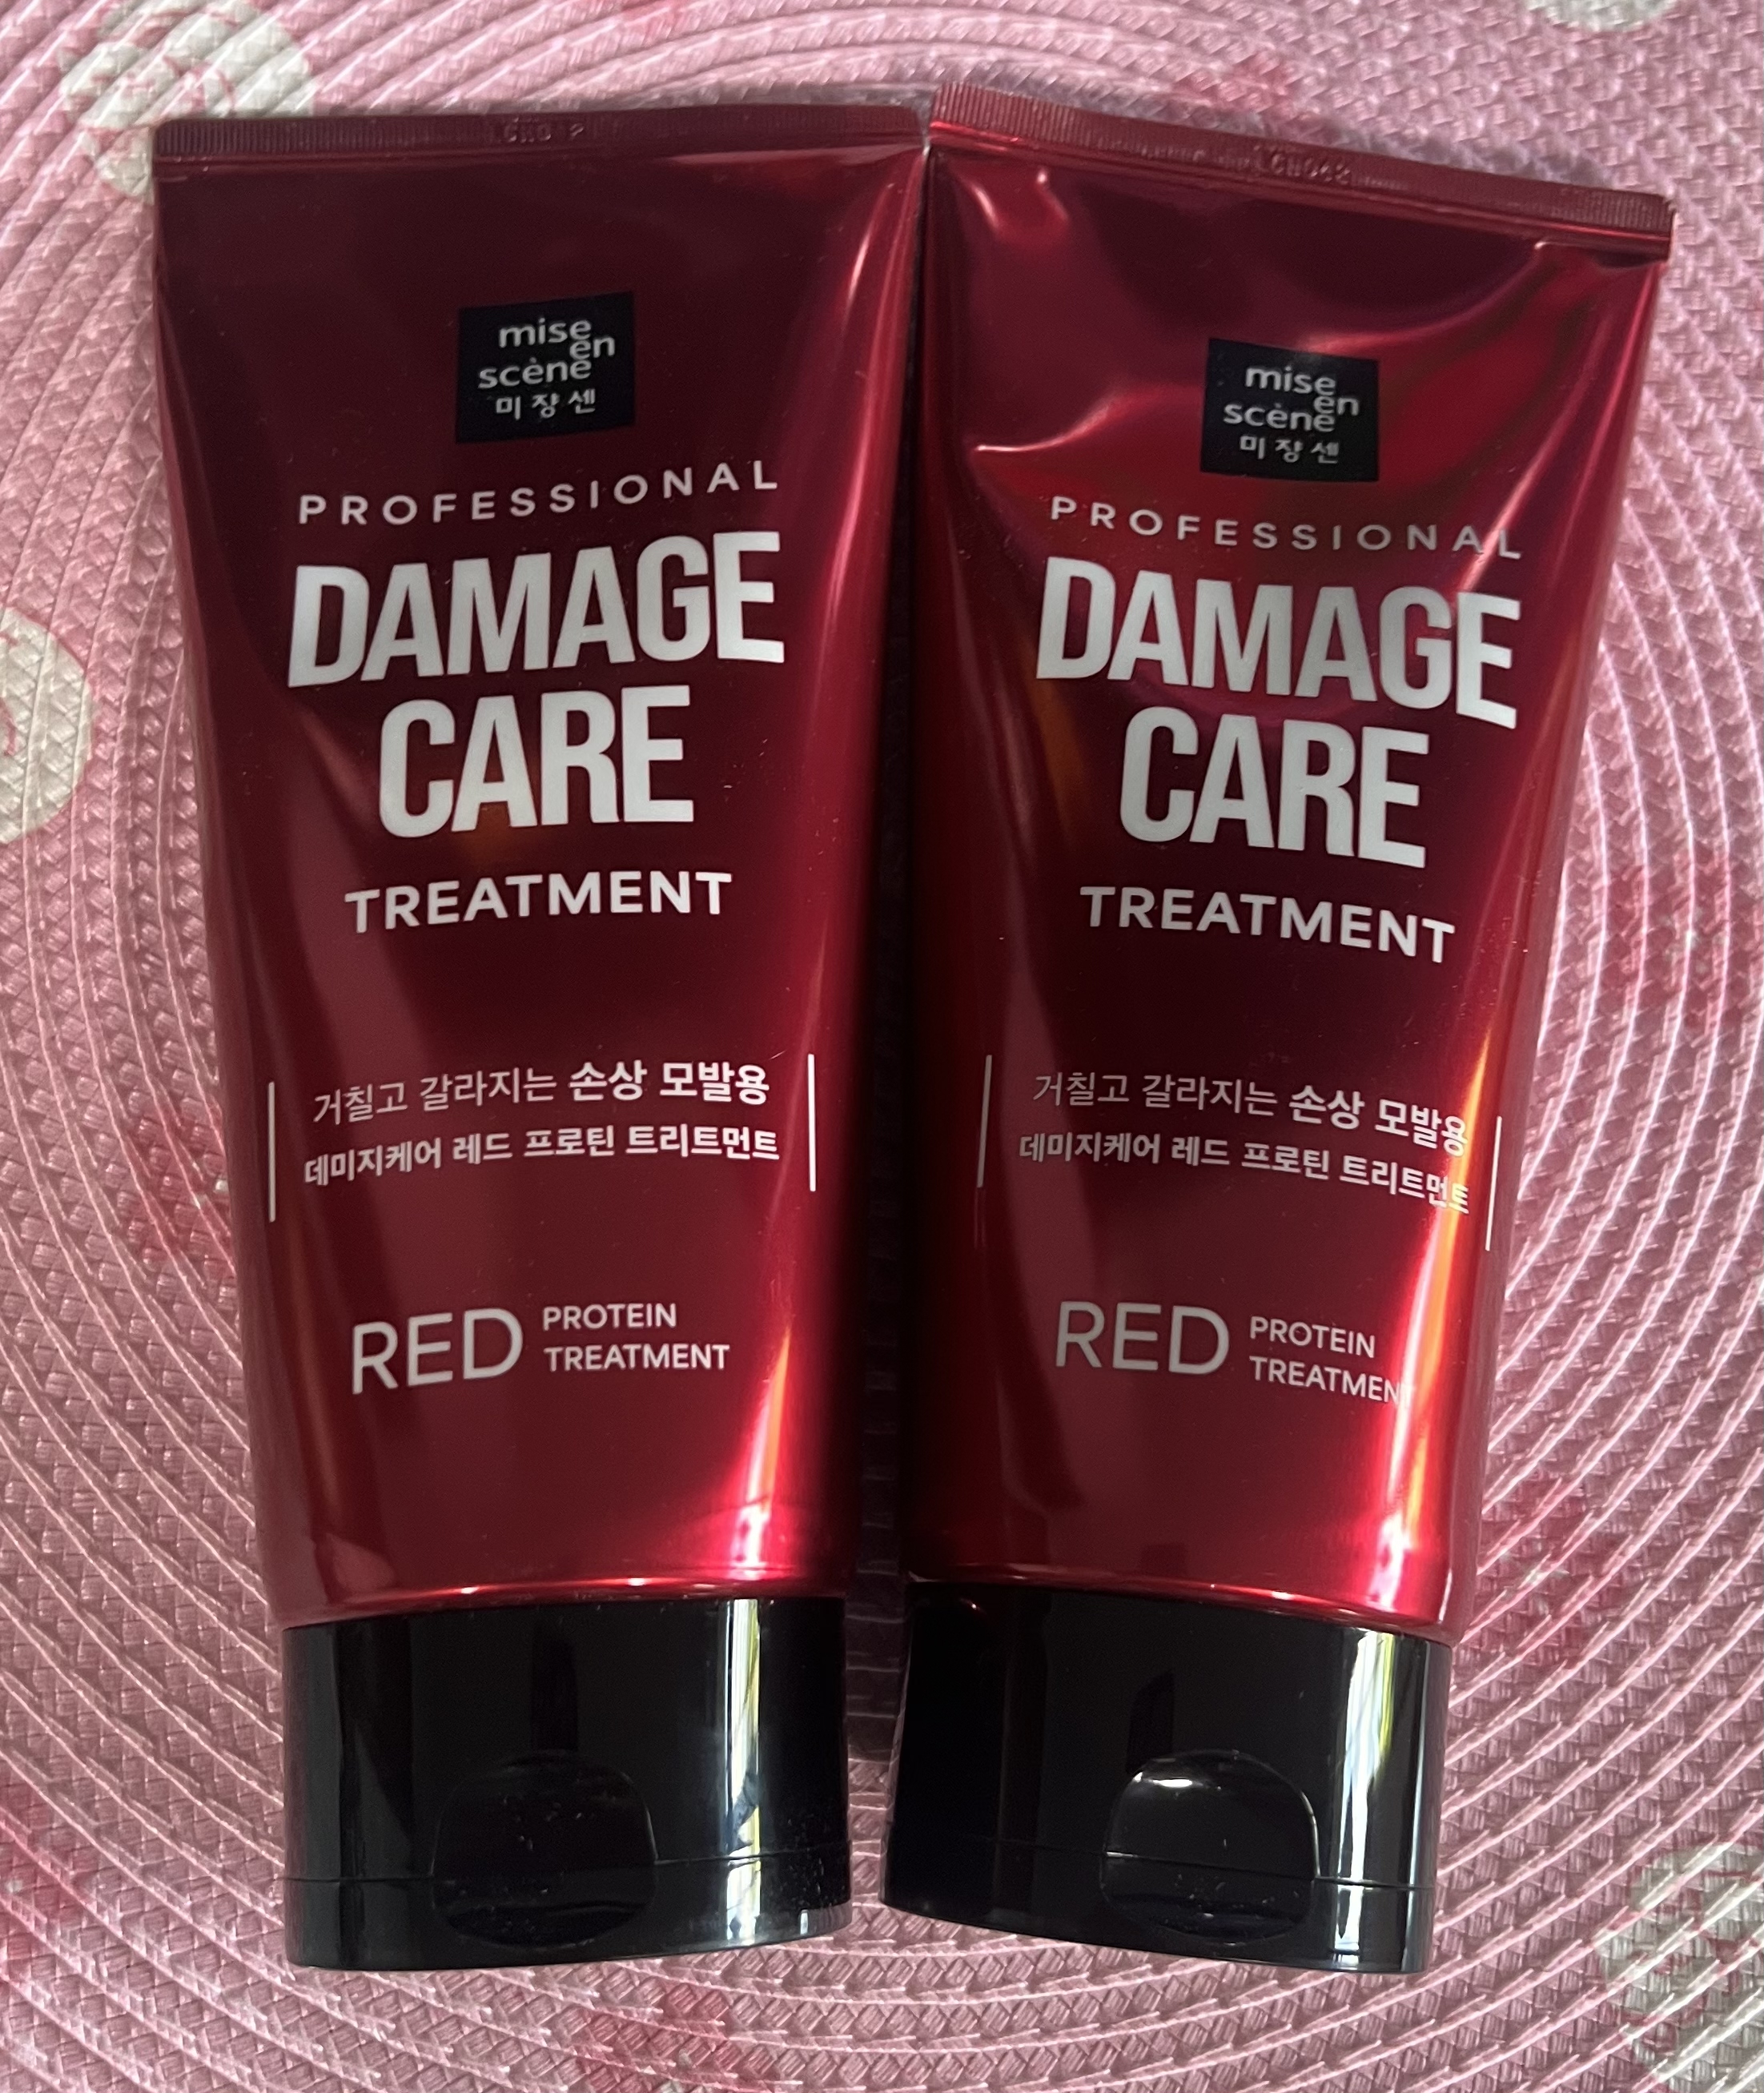 mise
en
scène
미쟝센
PROFESSIONAL
DAMAGE
CARE
TREATMENT
거칠고 갈라지는 손상 모발용
데미지케어 레드 프로틴 트리트먼트
RED PROTEIN
TREATMENT
mise
en
scène
미쟝센
PROFESSIONAL
DAMAGE
CARE
TREATMENT
거칠고 갈라지는 손상 모발용
데미지케어 레드 프로틴 트리트먼트
RED PROTEIN
TREATMENT